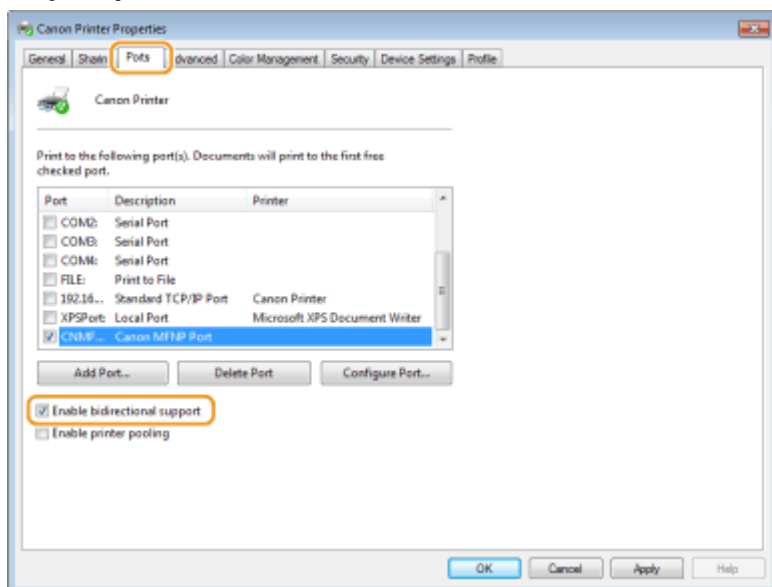 Canon Printer Properties
General Sharin Pots dvanced Color Management Security Device Settings Profile
Canon Printer
Print to the following port(s). Documents will print to the first free
checked port.
Port Description Printer
COM2: Serial Port
COM3: Serial Port
COM4: Serial Port
FILE: Print to File
192.16... Standard TCP/IP Port Canon Printer
XPSPort: Local Port Microsoft XPS Document Writer
CNMF... Canon MFNP Port
Add Port... Delete Port Configure Port...
Enable bidirectional support
Enable printer pooling
OK Cancel Apply Help